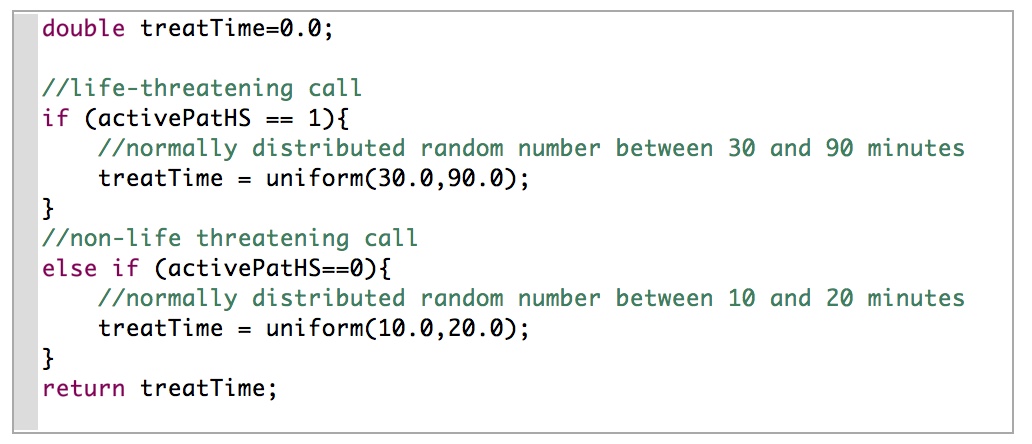 double treatTime=0.0;
//life-threatening call
if (activePatHS == 1){
//normally distributed random number between 30 and 90 minutes
treatTime = uniform(30.0,90.0);
}
//non-life threatening call
else if (activePatHS==0){
//normally distributed random number between 10 and 20 minutes
treatTime = uniform(10.0,20.0);
}
return treatTime;